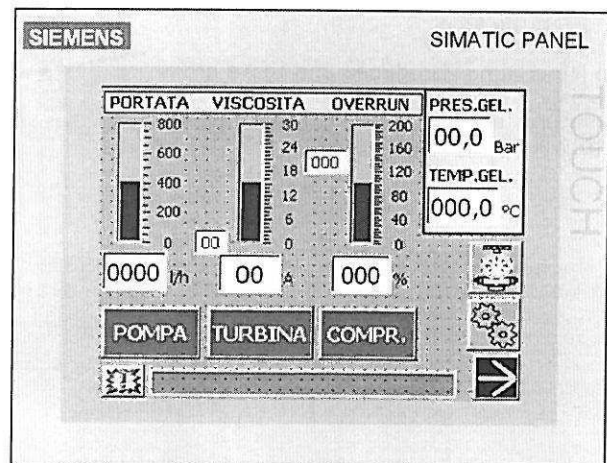 SIEMENS
SIMATIC PANEL
TOUCH
PORTATA VISCOSITA OVERRUN
PRES.GEL.
00,0 Bar
TEMP.GEL.
000,0 ºC
800
600
400
200
0
30
24
18
12
6
0
200
160
120
80
40
0
000
00
0000 l/h
00 A
000 %
POMPA TURBINA COMPR.